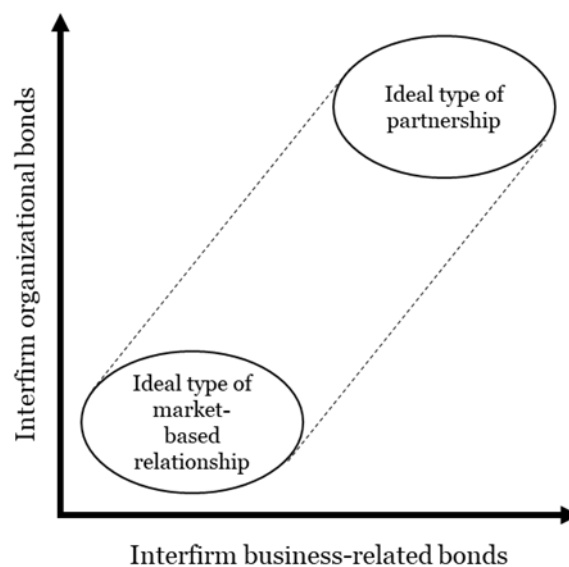 Interfirm organizational bonds
Ideal type of
partnership
Ideal type of
market-
based
relationship
Interfirm business-related bonds